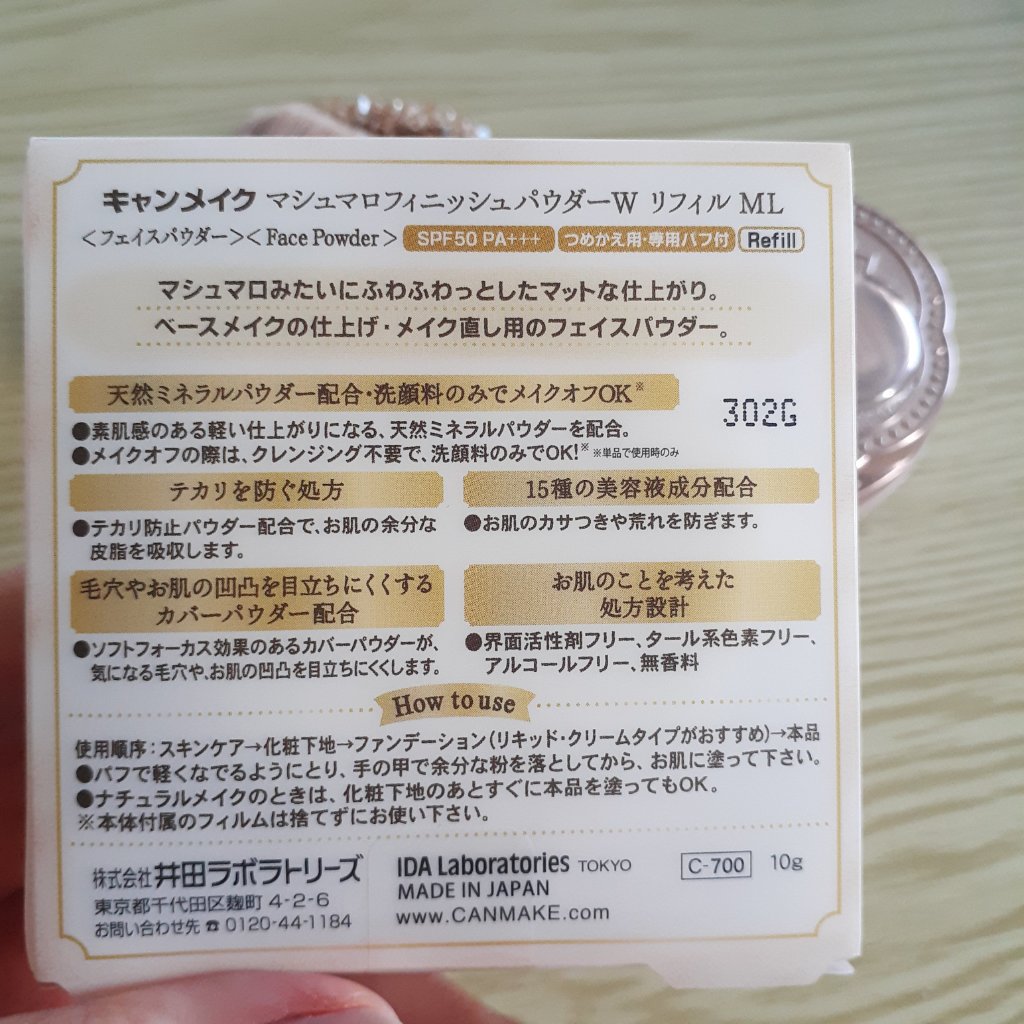 キャンメイク マシュマロフィニッシュパウダーW リフィル ML
<フェイスパウダー><Face Powder> SPF50 PA+++ つめかえ用・専用パフ付 Refill
マシュマロみたいにふわふわっとしたマットな仕上がり。
ベースメイクの仕上げ・メイク直し用のフェイスパウダー。
天然ミネラルパウダー配合・洗顔料のみでメイクオフOK※
302G
●素肌感のある軽い仕上がりになる、天然ミネラルパウダーを配合。
●メイクオフの際は、クレンジング不要で、洗顔料のみでOK!※ ※単品で使用時のみ
テカリを防ぐ処方
●テカリ防止パウダー配合で、お肌の余分な
皮脂を吸収します。
15種の美容液成分配合
●お肌のカサつきや荒れを防ぎます。
毛穴やお肌の凹凸を目立ちにくくする
カバーパウダー配合
●ソフトフォーカス効果のあるカバーパウダーが、
気になる毛穴や、お肌の凹凸を目立ちにくくします。
お肌のことを考えた
処方設計
●界面活性剤フリー、タール系色素フリー、
アルコールフリー、無香料
How to use
使用順序:スキンケア→化粧下地→ファンデーション(リキッド・クリームタイプがおすすめ)→本品
●パフで軽くなでるようにとり、手の甲で余分な粉を落としてから、お肌に塗って下さい。
●ナチュラルメイクのときは、化粧下地のあとすぐに本品を塗ってもOK。
※本体付属のフィルムは捨てずにお使い下さい。
株式会社井田ラボラトリーズ
東京都千代田区麹町 4-2-6
お問い合わせ先 ☎ 0120-44-1184
IDA Laboratories TOKYO
MADE IN JAPAN
www.CANMAKE.com
C-700 10g